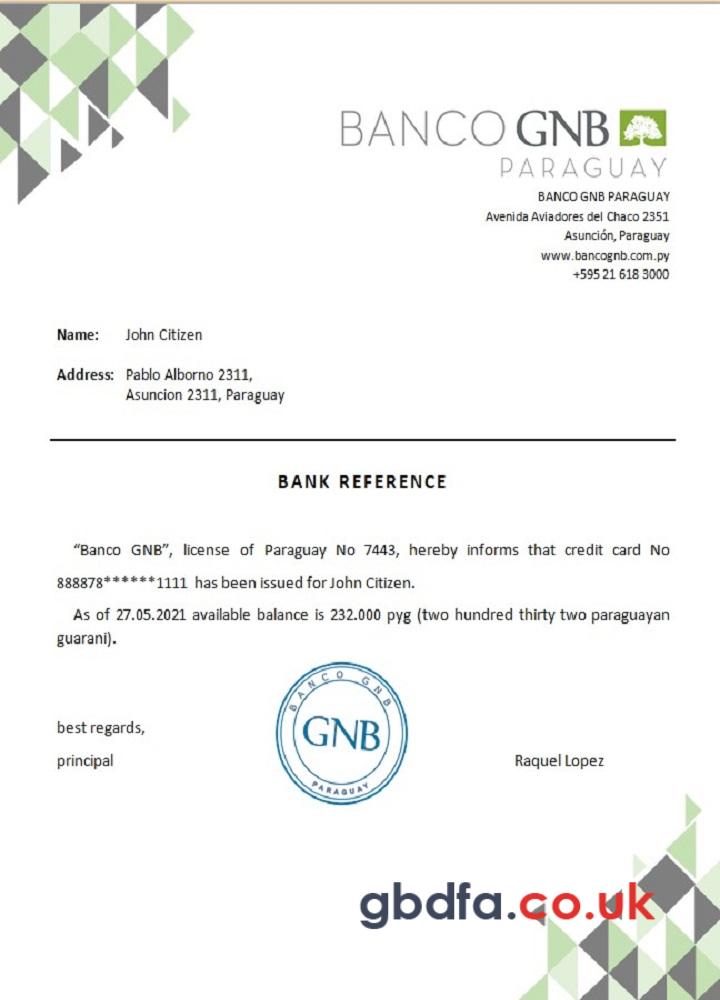 BANCO GNB
PARAGUAY
BANCO GNB PARAGUAY
Avenida Aviadores del Chaco 2351
Asunción, Paraguay
www.bancognb.com.py
+595 21 618 3000
Name: John Citizen
Address: Pablo Alborno 2311,
Asuncion 2311, Paraguay
BANK REFERENCE
“Banco GNB”, license of Paraguay No 7443, hereby informs that credit card No
888878******1111 has been issued for John Citizen.
As of 27.05.2021 available balance is 232.000 pyg (two hundred thirty two paraguayan
guarani).
BANCO GNB
GNB
PARAGUAY
best regards,
principal Raquel Lopez
gbdfa.co.uk